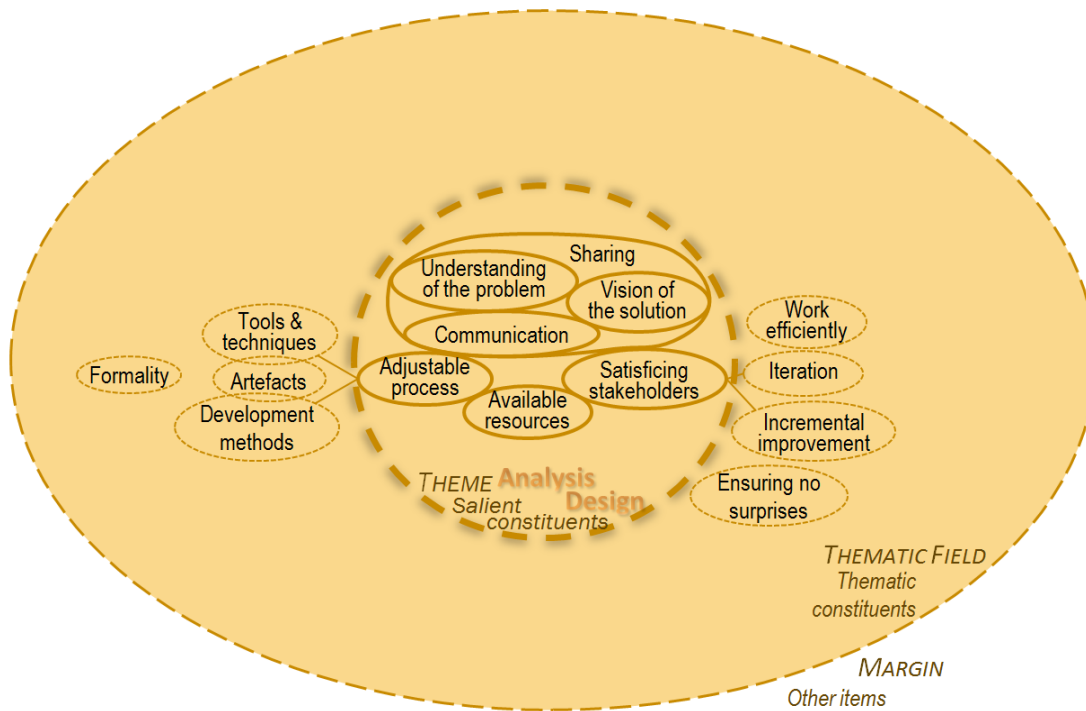 Sharing
Understanding
of the problem
Vision of
the solution
Communication
Tools &
techniques
Formality
Artefacts
Development
methods
Adjustable
process
Available
resources
Satisficing
stakeholders
Work
efficiently
Iteration
Incremental
improvement
Ensuring no
surprises
THEME Analysis
Salient Design
constituents
THEMATIC FIELD
Thematic
constituents
MARGIN
Other items